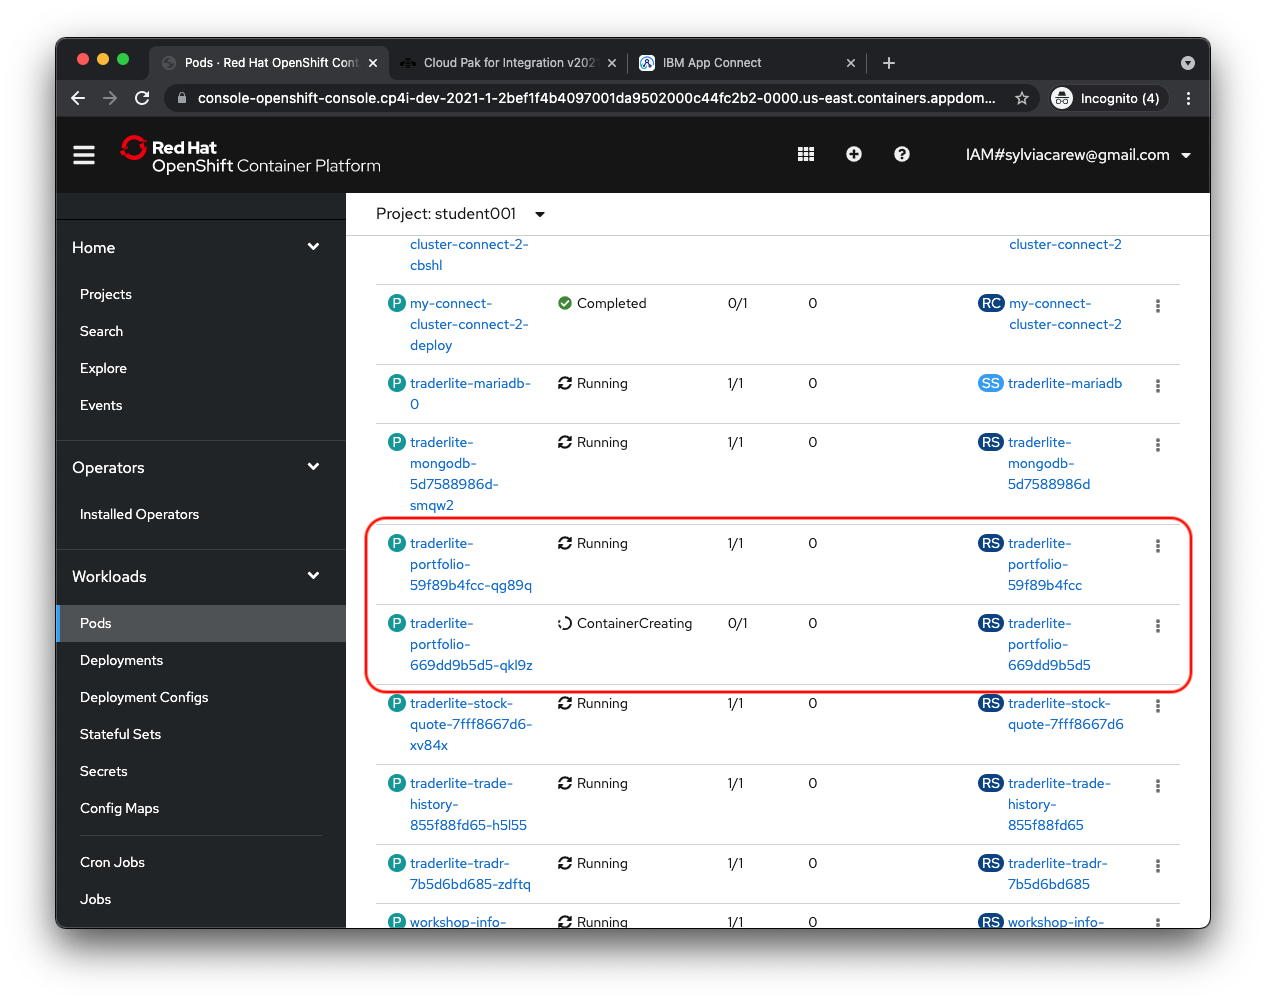 Pods · Red Hat OpenShift Cont
Cloud Pak for Integration v202
IBM App Connect
console-openshift-console.cp4i-dev-2021-1-2bef1f4b4097001da9502000c44fc2b2-0000.us-east.containers.appdom...
Incognito (4)
Red Hat
OpenShift Container Platform
IAM#sylviacarew@gmail.com
Home
Projects
Search
Explore
Events
Operators
Installed Operators
Workloads
Pods
Deployments
Deployment Configs
Stateful Sets
Secrets
Config Maps
Cron Jobs
Jobs
Project: student001
cluster-connect-2-
cbshl
cluster-connect-2
P my-connect-
cluster-connect-2-
deploy
Completed
0/1
0
RC my-connect-
cluster-connect-2
P traderlite-mariadb-
0
Running
1/1
0
SS traderlite-mariadb
P traderlite-
mongodb-
5d7588986d-
smqw2
Running
1/1
0
RS traderlite-
mongodb-
5d7588986d
P traderlite-
portfolio-
59f89b4fcc-qg89q
Running
1/1
0
RS traderlite-
portfolio-
59f89b4fcc
P traderlite-
portfolio-
669dd9b5d5-qkl9z
ContainerCreating
0/1
0
RS traderlite-
portfolio-
669dd9b5d5
P traderlite-stock-
quote-7fff8667d6-
xv84x
Running
1/1
0
RS traderlite-stock-
quote-7fff8667d6
P traderlite-trade-
history-
855f88fd65-h5l55
Running
1/1
0
RS traderlite-trade-
history-
855f88fd65
P traderlite-tradr-
7b5d6bd685-zdftq
Running
1/1
0
RS traderlite-tradr-
7b5d6bd685
P workshop-info-
Running
1/1
0
RS workshop-info-